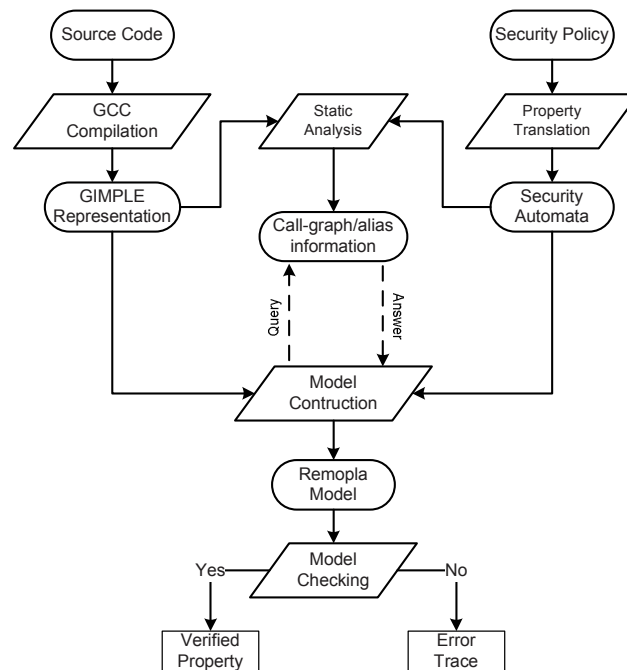 Source Code
Security Policy
GCC
Compilation
Static
Analysis
Property
Translation
GIMPLE
Representation
Security
Automata
Call-graph/alias
information
Query
Answer
Model
Contruction
Remopla
Model
Model
Checking
Yes
No
Verified
Property
Error
Trace